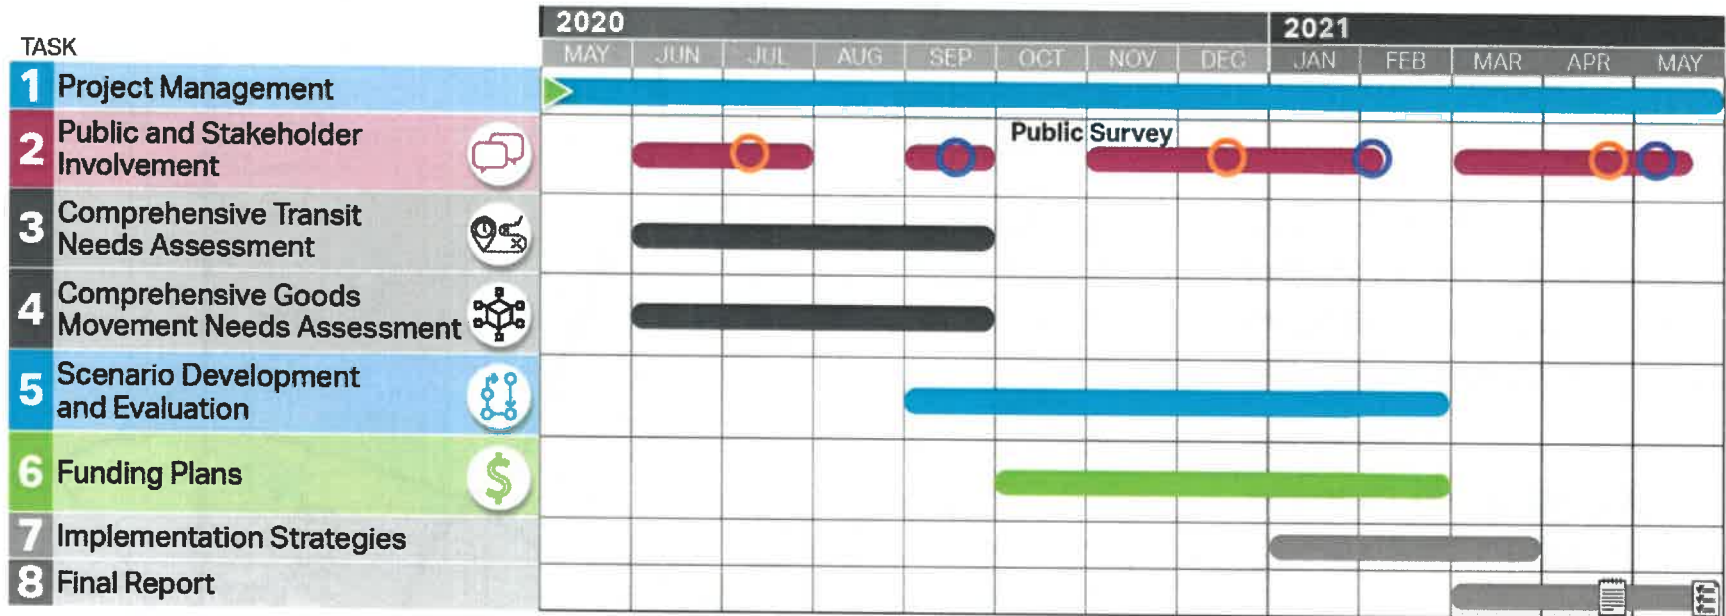 2020 2021
TASK
MAY JUN JUL AUG SEP OCT NOV DEC JAN FEB MAR APR MAY
1 Project Management
2 Public and Stakeholder
Involvement
Public Survey
3 Comprehensive Transit
Needs Assessment
4 Comprehensive Goods
Movement Needs Assessment
5 Scenario Development
and Evaluation
6 Funding Plans
$
7 Implementation Strategies
8 Final Report